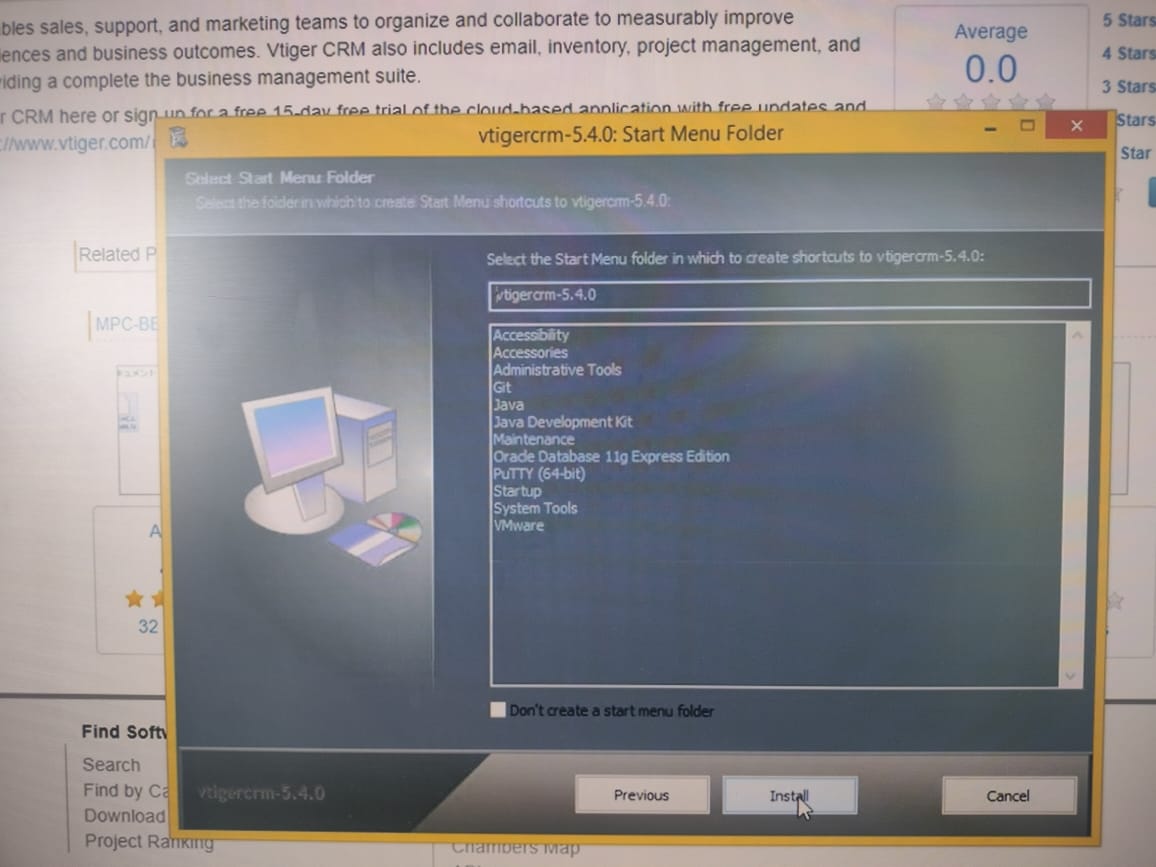 bles sales, support, and marketing teams to organize and collaborate to measurably improve
ences and business outcomes. Vtiger CRM also includes email, inventory, project management, and
viding a complete the business management suite.
r CRM here or sign up for a free 15-day free trial of the cloud-based application with free updates and
://www.vtiger.com/
Average
0.0
5 Stars
4 Stars
3 Stars
Stars
Star
vtigercrm-5.4.0: Start Menu Folder
Select Start Menu Folder
Select the folder in which to create Start Menu shortcuts to vtigercrm-5.4.0:
Select the Start Menu folder in which to create shortcuts to vtigercrm-5.4.0:
vtigercrm-5.4.0
Accessibility
Accessories
Administrative Tools
Git
Java
Java Development Kit
Maintenance
Oracle Database 11g Express Edition
PuTTY (64-bit)
Startup
System Tools
VMware
Don't create a start menu folder
vtigercrm-5.4.0
Previous
Install
Cancel
Related P
MPC-BE
A
32
Find Softw
Search
Find by Ca
Download
Project Ranking
Chambers Map